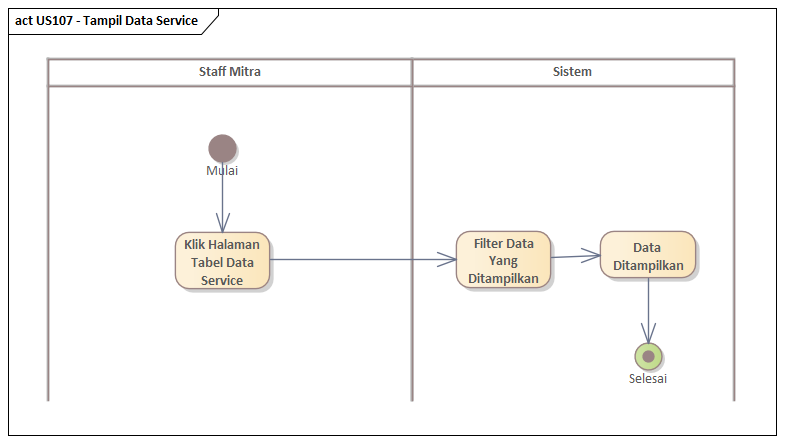 act US107 - Tampil Data Service
Staff Mitra
Sistem
Mulai
Klik Halaman
Tabel Data
Service
Filter Data
Yang
Ditampilkan
Data
Ditampilkan
Selesai